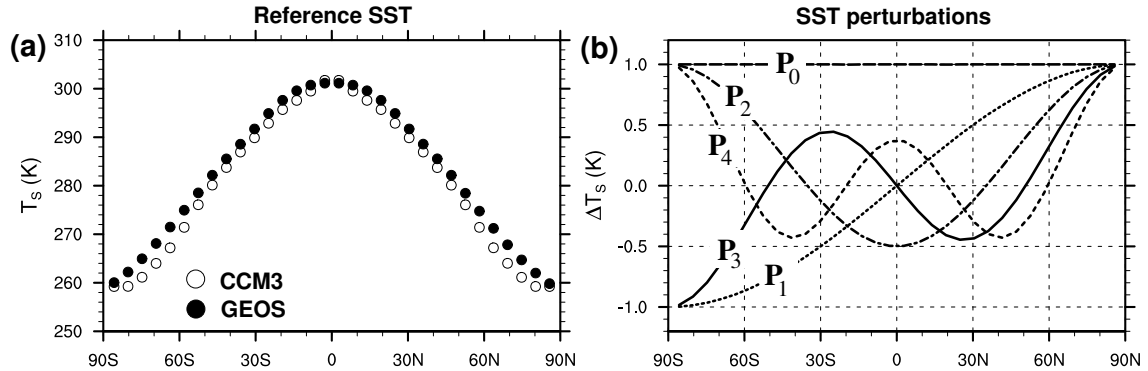 Reference SST
(a)
310
300
290
280
270
260
250
T_S (K)
CCM3
GEOS
90S 60S 30S 0 30N 60N 90N
SST perturbations
(b)
1.0
0.5
0.0
-0.5
-1.0
ΔT_S (K)
P_0
P_2
P_4
P_3
P_1
90S 60S 30S 0 30N 60N 90N